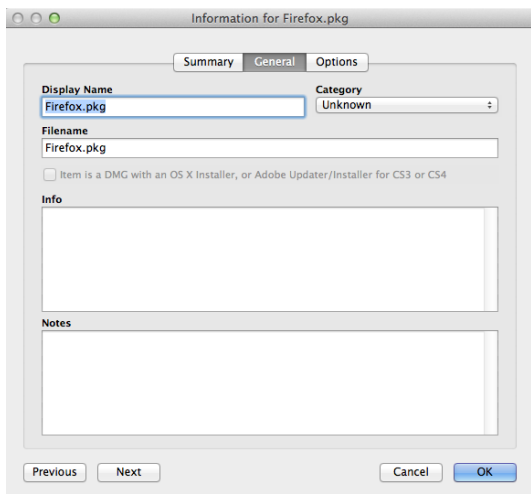 Information for Firefox.pkg
Summary General Options
Display Name Category
Firefox.pkg Unknown
Filename
Firefox.pkg
Item is a DMG with an OS X Installer, or Adobe Updater/Installer for CS3 or CS4
Info
Notes
Previous Next Cancel OK